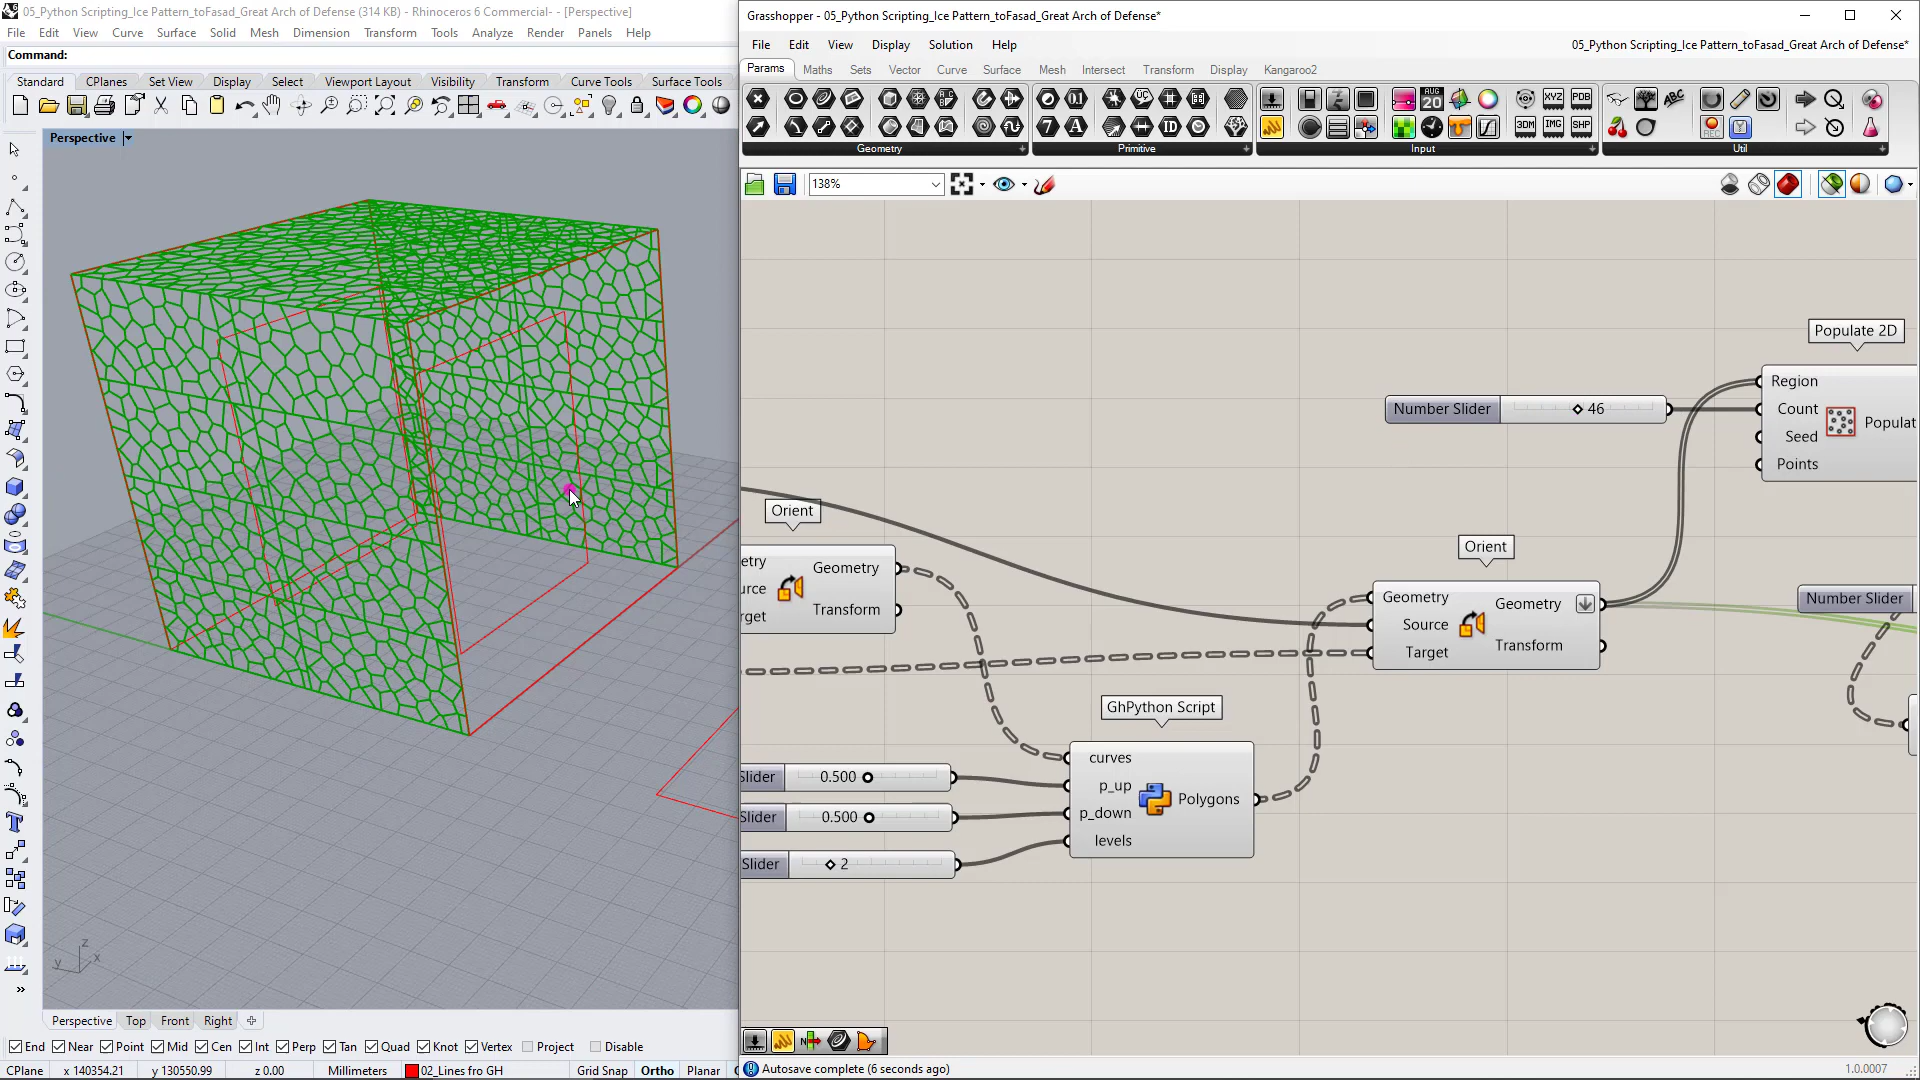 05_Python Scripting_Ice Pattern_toFasad_Great Arch of Defense (314 KB) - Rhinoceros 6 Commercial- - [Perspective]
File Edit View Curve Surface Solid Mesh Dimension Transform Tools Analyze Render Panels Help
Command:
Standard CPlanes Set View Display Select Viewport Layout Visibility Transform Curve Tools Surface Tools
Perspective
z
y x
Perspective Top Front Right
End Near Point Mid Cen Int Perp Tan Quad Knot Vertex Project Disable
CPlane x 140354.21 y 130550.99 z 0.00 Millimeters 02_Lines fro GH Grid Snap Ortho Planar
Grasshopper - 05_Python Scripting_Ice Pattern_toFasad_Great Arch of Defense*
File Edit View Display Solution Help
05_Python Scripting_Ice Pattern_toFasad_Great Arch of Defense*
Params Maths Sets Vector Curve Surface Mesh Intersect Transform Display Kangaroo2
Geometry Primitive Input Util
138%
Populate 2D
Region
Count
Seed
Points
Populat
Number Slider 46
Orient
etry
rce
rget
Geometry
Transform
Orient
Geometry
Source
Target
Geometry
Transform
Number Slider
GhPython Script
curves
p_up
p_down
levels
Polygons
Slider 0.500
Slider 0.500
Slider 2
Autosave complete (6 seconds ago)
1.0.0007